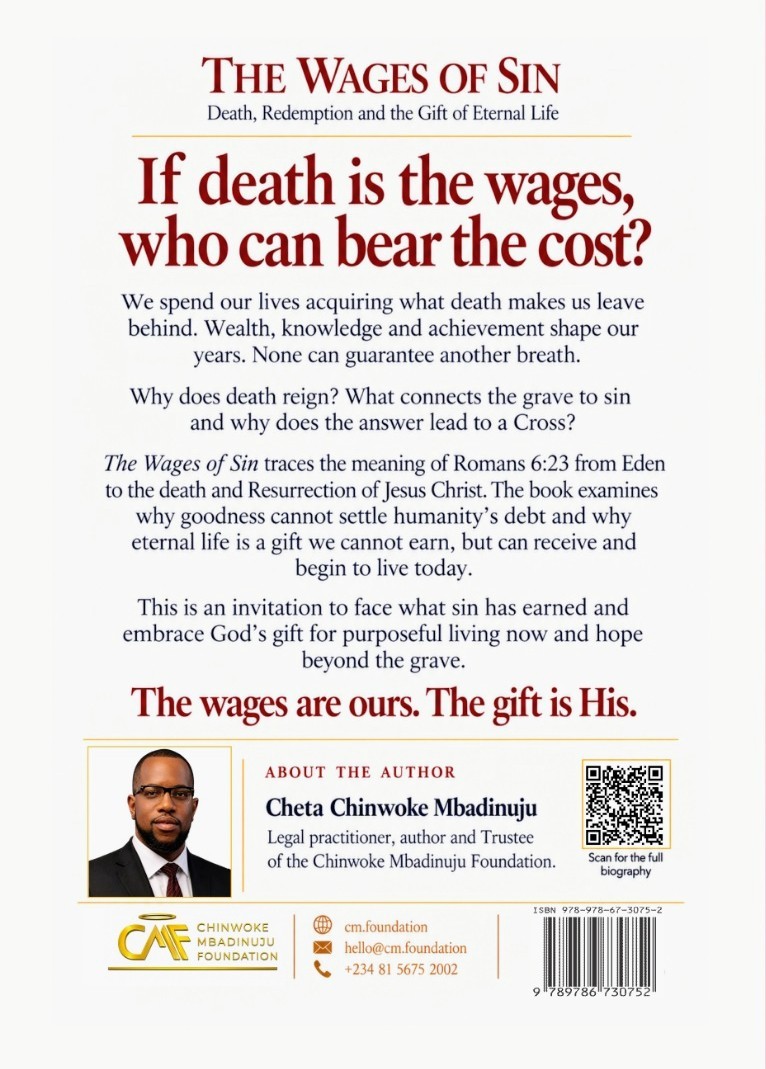 THE WAGES OF SIN
Death, Redemption and the Gift of Eternal Life
If death is the wages,
who can bear the cost?
We spend our lives acquiring what death makes us leave
behind. Wealth, knowledge and achievement shape our
years. None can guarantee another breath.
Why does death reign? What connects the grave to sin
and why does the answer lead to a Cross?
The Wages of Sin traces the meaning of Romans 6:23 from Eden
to the death and Resurrection of Jesus Christ. The book examines
why goodness cannot settle humanity’s debt and why
eternal life is a gift we cannot earn, but can receive and
begin to live today.
This is an invitation to face what sin has earned and
embrace God’s gift for purposeful living now and hope
beyond the grave.
The wages are ours. The gift is His.
ABOUT THE AUTHOR
Cheta Chinwoke Mbadinuju
Legal practitioner, author and Trustee
of the Chinwoke Mbadinuju Foundation.
Scan for the full
biography
CMF
CHINWOKE
MBADINUJU
FOUNDATION
cm.foundation
hello@cm.foundation
+234 81 5675 2002
ISBN 978-978-67-3075-2
9 789786 730752